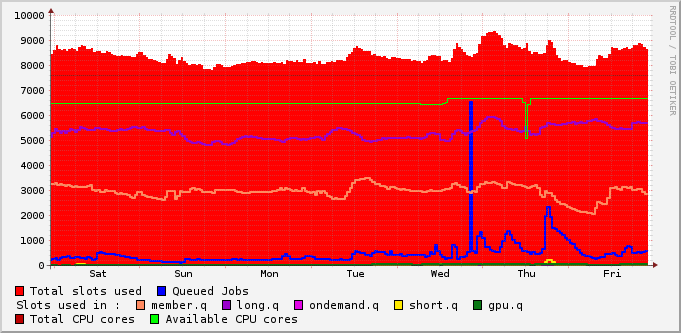 10000
9000
8000
7000
6000
5000
4000
3000
2000
1000
0
Sat Sun Mon Tue Wed Thu Fri
Total slots used Queued Jobs
Slots used in : member.q long.q ondemand.q short.q gpu.q
Total CPU cores Available CPU cores
RRDTOOL / TOBI OETIKER